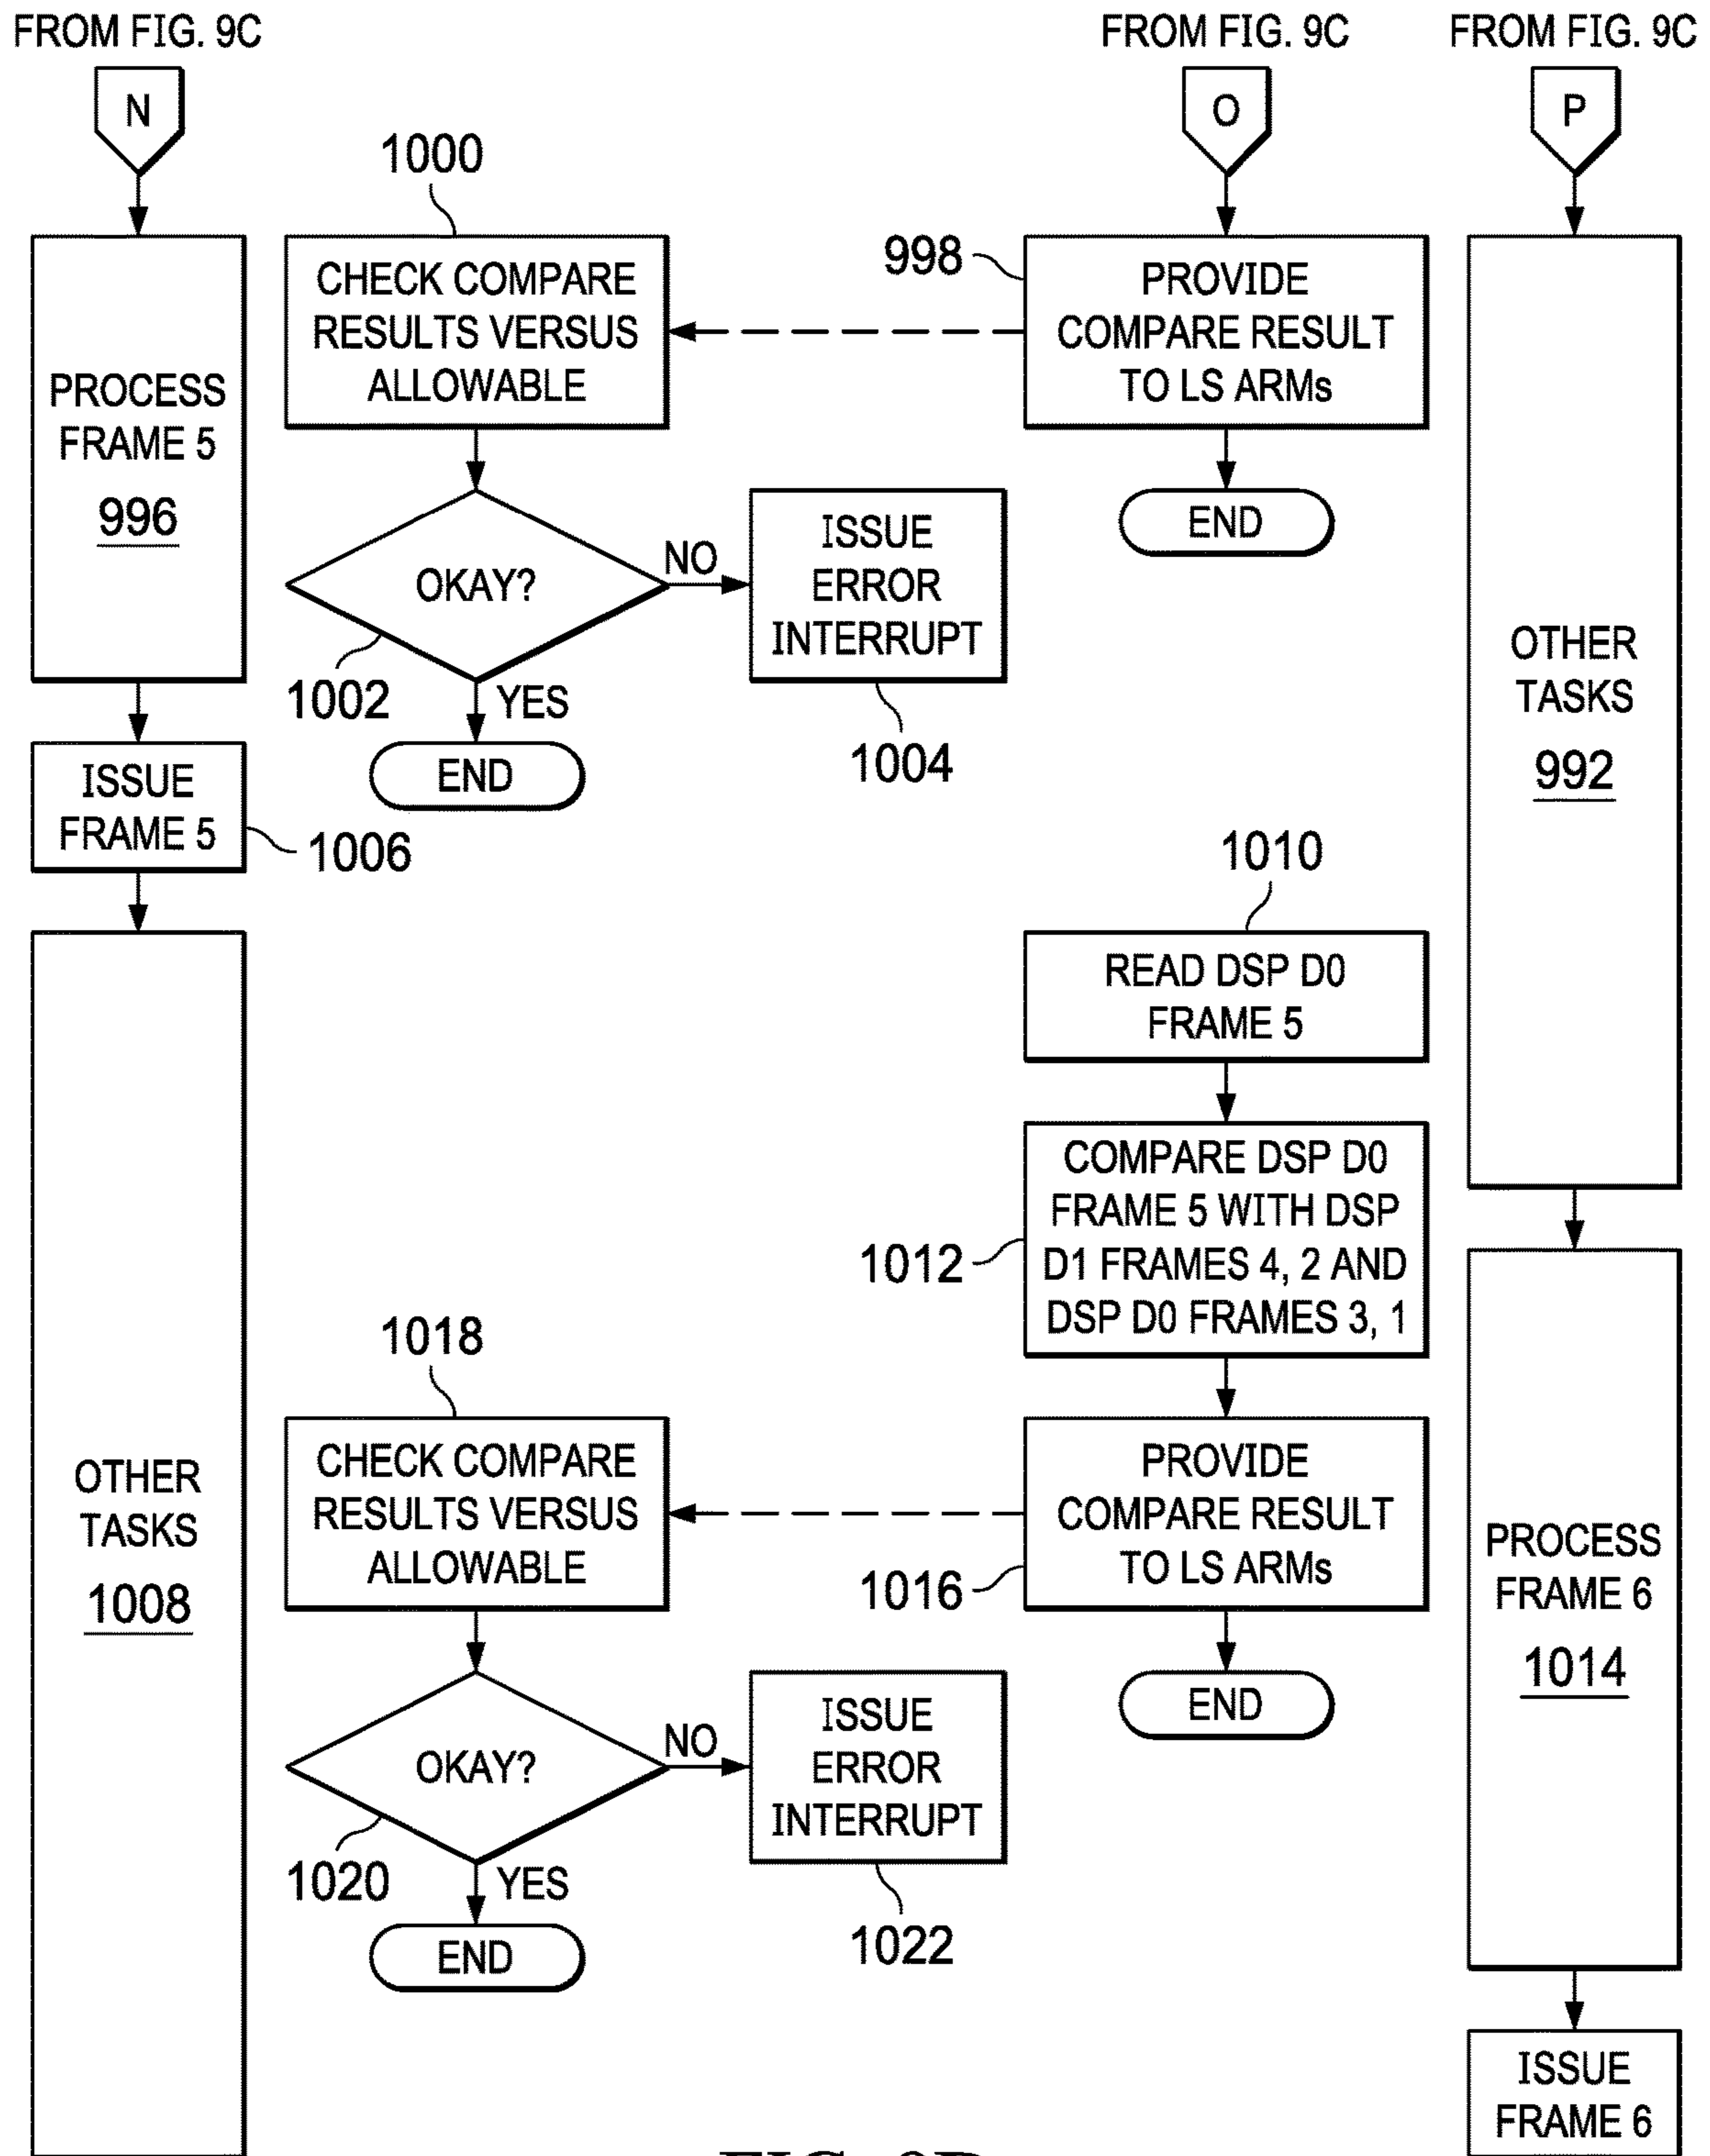 FROM FIG. 9C
FROM FIG. 9C
FROM FIG. 9C
N
O
P
1000
998
CHECK COMPARE
RESULTS VERSUS
ALLOWABLE
PROVIDE
COMPARE RESULT
TO LS ARMs
PROCESS
FRAME 5
996
OKAY?
NO
YES
1002
ISSUE
ERROR
INTERRUPT
1004
END
END
OTHER
TASKS
992
ISSUE
FRAME 5
1006
1010
READ DSP D0
FRAME 5
COMPARE DSP D0
FRAME 5 WITH DSP
D1 FRAMES 4, 2 AND
DSP D0 FRAMES 3, 1
1012
1018
CHECK COMPARE
RESULTS VERSUS
ALLOWABLE
PROVIDE
COMPARE RESULT
TO LS ARMs
1016
OTHER
TASKS
1008
PROCESS
FRAME 6
1014
OKAY?
NO
YES
1020
ISSUE
ERROR
INTERRUPT
1022
END
END
ISSUE
FRAME 6